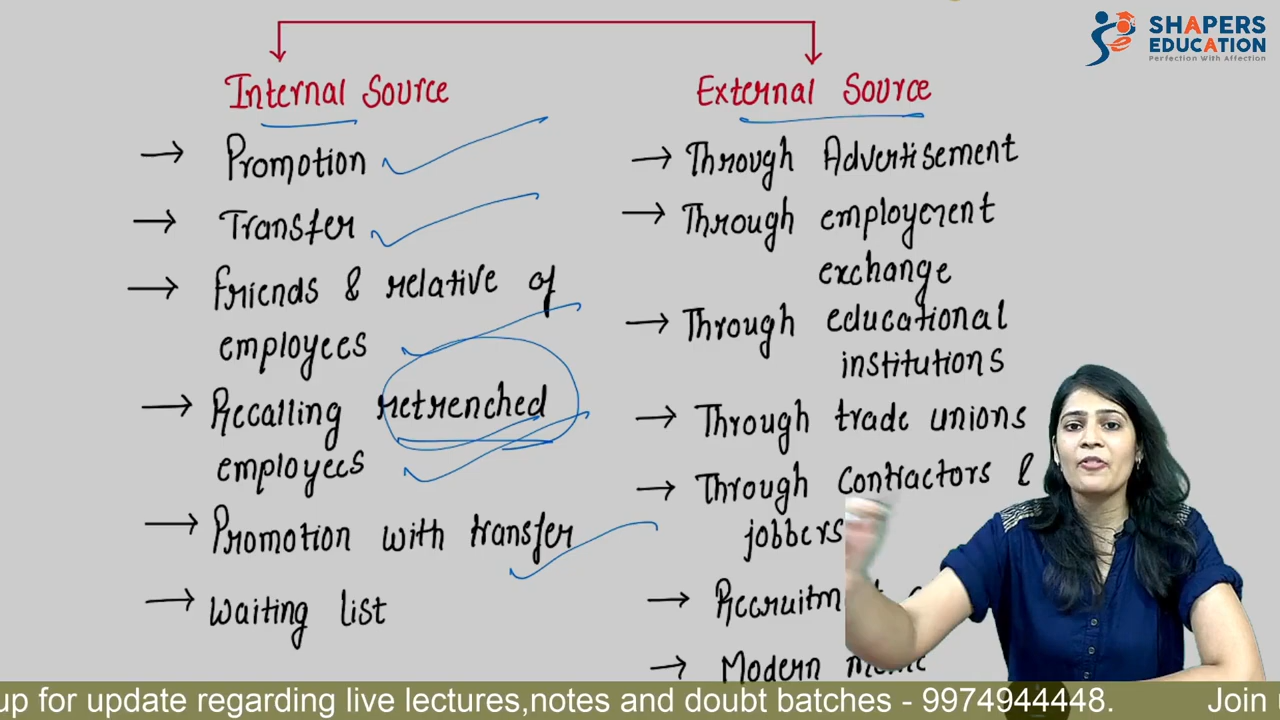 SHAPERS
EDUCATION
Perfection With Affection
Internal Source
→ Promotion
→ Transfer
→ Friends & relative of
employees
→ Recalling retrenched
employees
→ Promotion with transfer
→ Waiting list
External Source
→ Through Advertisement
→ Through employement
exchange
→ Through educational
institutions
→ Through trade unions
→ Through Contractors &
jobbers
→
→ Modern
up for update regarding live lectures,notes and doubt batches - 9974944448. Join